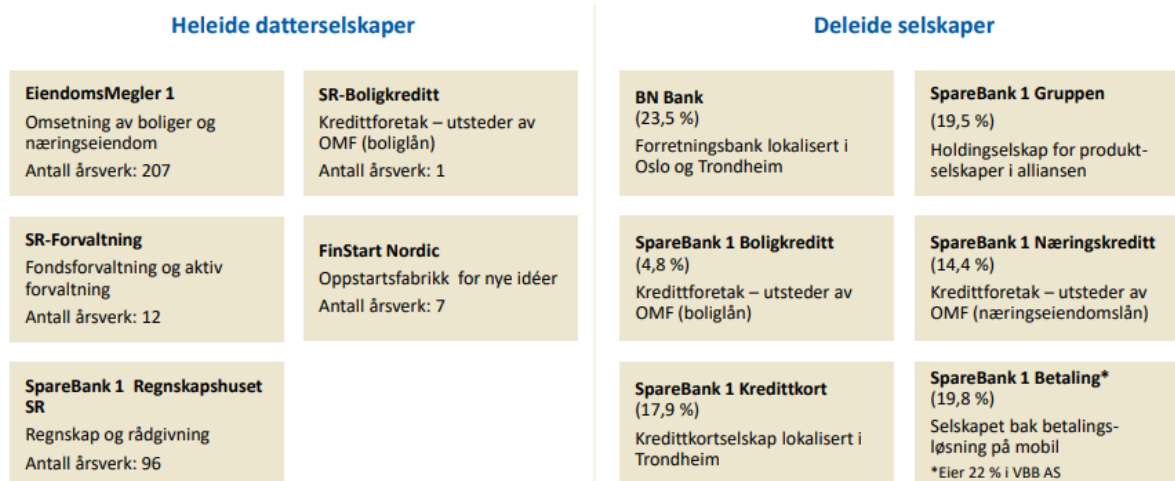 Heleide datterselskaper
EiendomsMegler 1
Omsetning av boliger og
næringseiendom
Antall årsverk: 207
SR-Boligkreditt
Kredittforetak – utsteder av
OMF (boliglån)
Antall årsverk: 1
SR-Forvaltning
Fondsforvaltning og aktiv
forvaltning
Antall årsverk: 12
FinStart Nordic
Oppstartsfabrikk  for nye idéer
Antall årsverk: 7
SpareBank 1  Regnskapshuset
SR
Regnskap og rådgivning
Antall årsverk: 96
Deleide selskaper
BN Bank
(23,5 %)
Forretningsbank lokalisert i
Oslo og Trondheim
SpareBank 1 Gruppen
(19,5 %)
Holdingselskap for produkt-
selskaper i alliansen
SpareBank 1 Boligkreditt
(4,8 %)
Kredittforetak – utsteder av
OMF (boliglån)
SpareBank 1 Næringskreditt
(14,4 %)
Kredittforetak – utsteder av
OMF (næringseiendomslån)
SpareBank 1 Kredittkort
(17,9 %)
Kredittkortselskap lokalisert i
Trondheim
SpareBank 1 Betaling*
(19,8 %)
Selskapet bak betalings-
løsning på mobil
*Eier 22 % i VBB AS